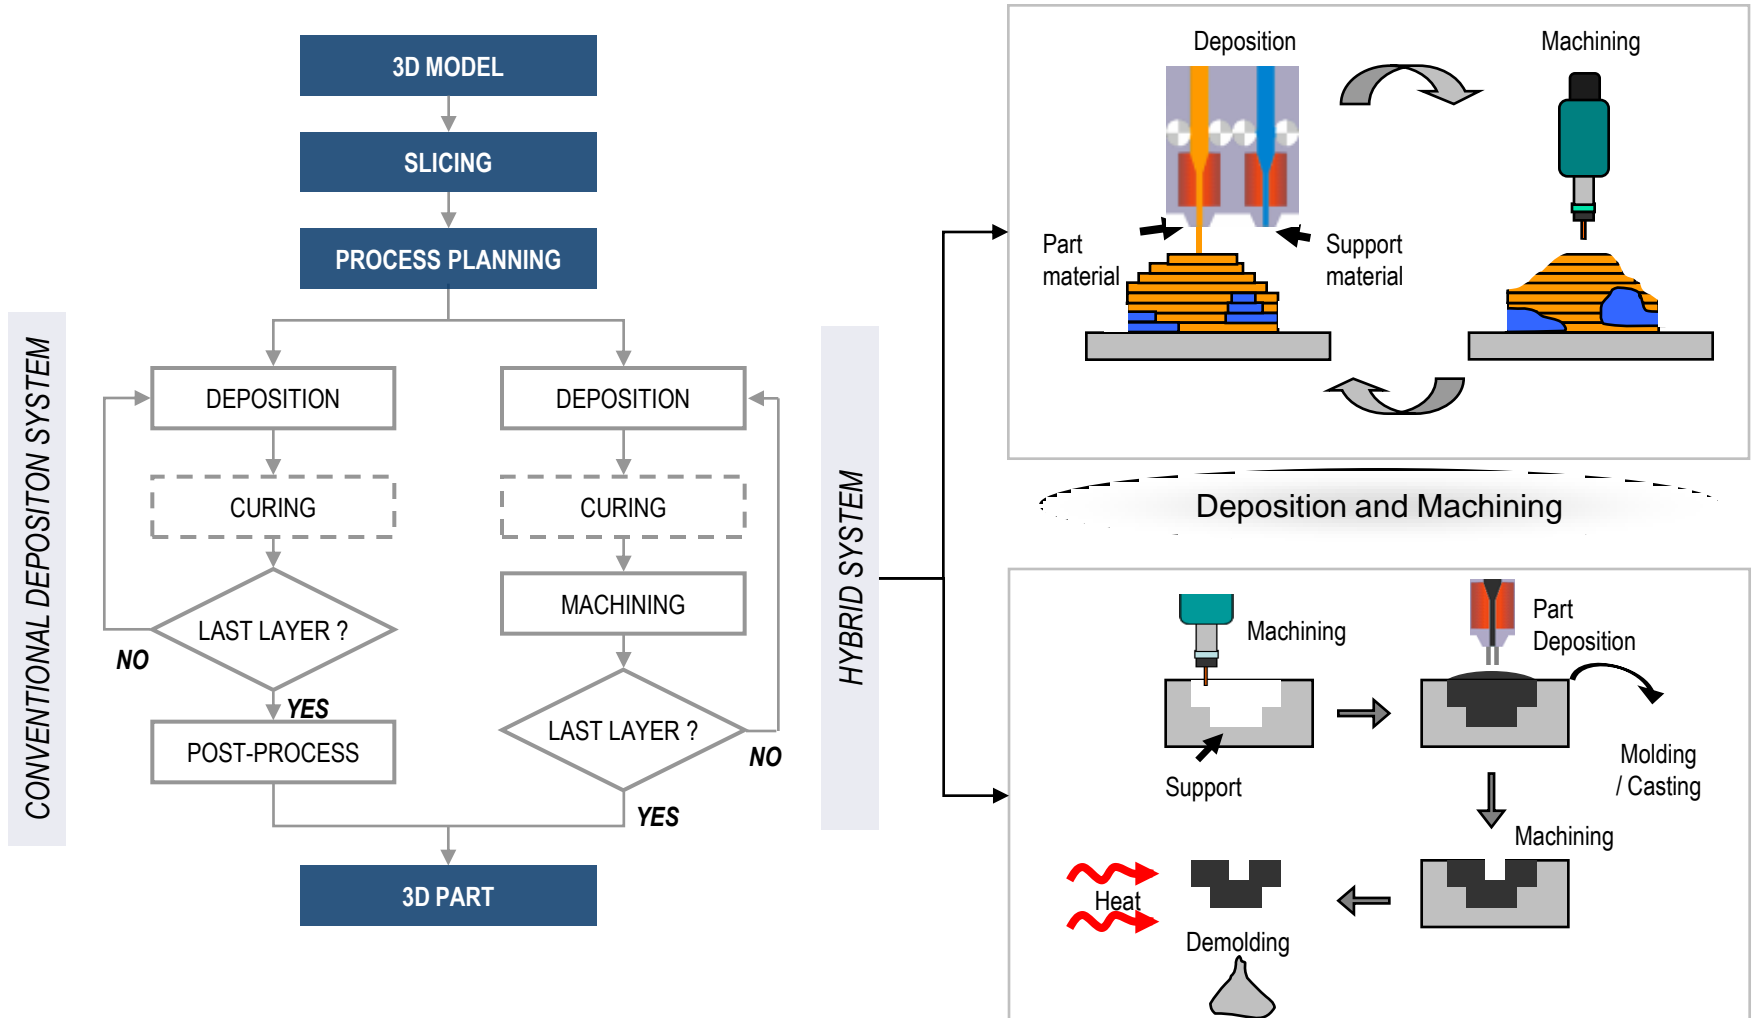 3D MODEL
SLICING
PROCESS PLANNING
CONVENTIONAL DEPOSITON SYSTEM
DEPOSITION
CURING
LAST LAYER ?
NO
YES
POST-PROCESS
DEPOSITION
CURING
MACHINING
LAST LAYER ?
NO
YES
3D PART
HYBRID SYSTEM
Deposition
Machining
Part
material
Support
material
Deposition and Machining
Machining
Support
Part
Deposition
Molding
/ Casting
Machining
Heat
Demolding